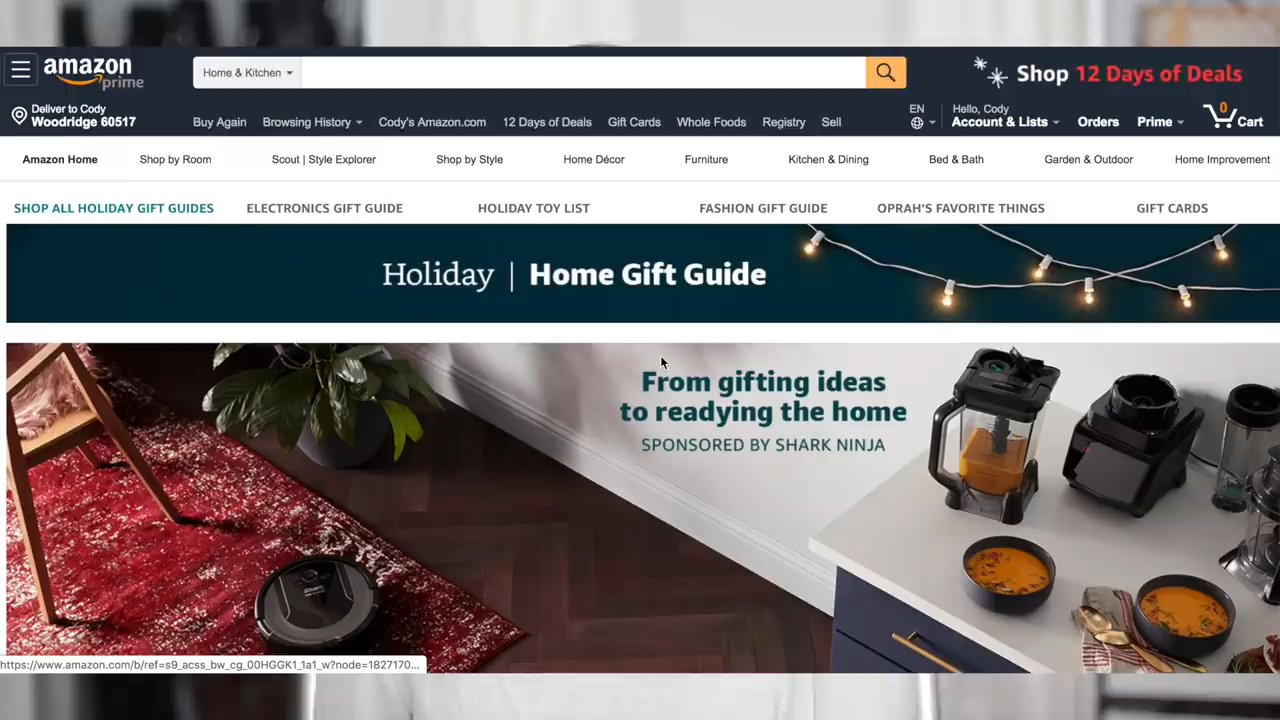 amazon prime
Home & Kitchen
Shop 12 Days of Deals
Deliver to Cody
Woodridge 60517
Buy Again
Browsing History
Cody's Amazon.com
12 Days of Deals
Gift Cards
Whole Foods
Registry
Sell
EN
Hello, Cody
Account & Lists
Orders
Prime
0
Cart
Amazon Home
Shop by Room
Scout | Style Explorer
Shop by Style
Home Décor
Furniture
Kitchen & Dining
Bed & Bath
Garden & Outdoor
Home Improvement
SHOP ALL HOLIDAY GIFT GUIDES
ELECTRONICS GIFT GUIDE
HOLIDAY TOY LIST
FASHION GIFT GUIDE
OPRAH'S FAVORITE THINGS
GIFT CARDS
Holiday | Home Gift Guide
From gifting ideas
to readying the home
SPONSORED BY SHARK NINJA
https://www.amazon.com/b/ref=s9_acss_bw_cg_00HGGK1_1a1_w?node=1827170...